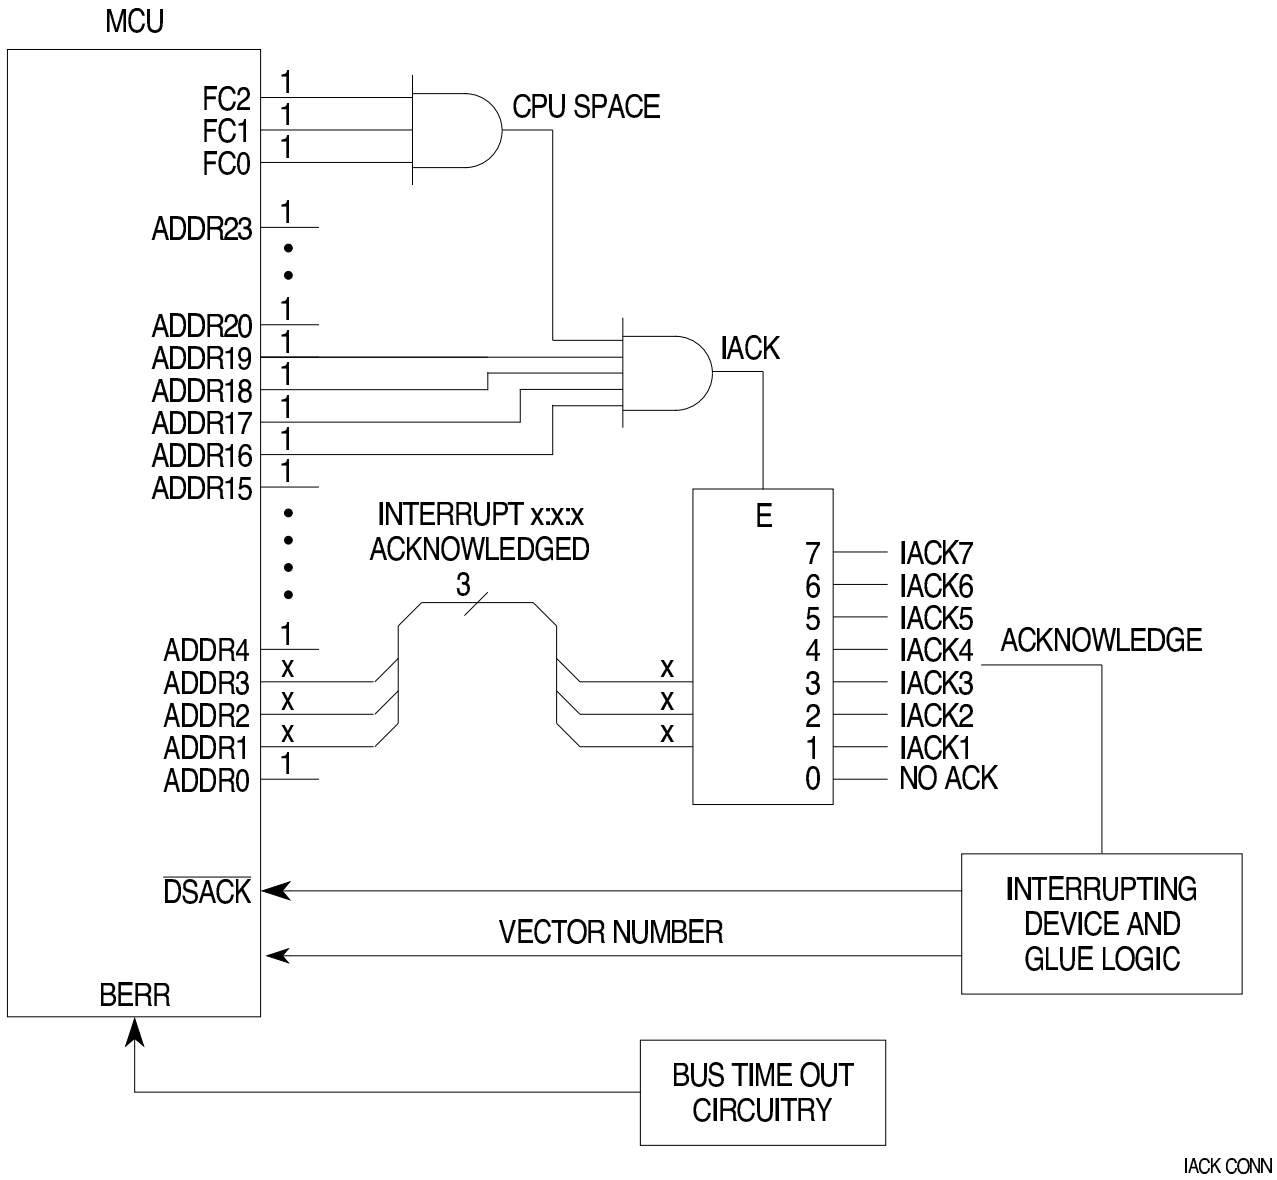 MCU
FC2 1
CPU SPACE
FC1 1
FC0 1
ADDR23 1
ADDR20 1
ADDR19 1
IACK
ADDR18 1
ADDR17 1
ADDR16 1
ADDR15 1
INTERRUPT x:x:x
ACKNOWLEDGED
3
E
7 IACK7
6 IACK6
5 IACK5
4 IACK4
3 IACK3
2 IACK2
1 IACK1
0 NO ACK
ACKNOWLEDGE
ADDR4 1
ADDR3 x x
ADDR2 x x
ADDR1 x x
ADDR0 1
DSACK
VECTOR NUMBER
INTERRUPTING
DEVICE AND
GLUE LOGIC
BERR
BUS TIME OUT
CIRCUITRY
IACK CONN